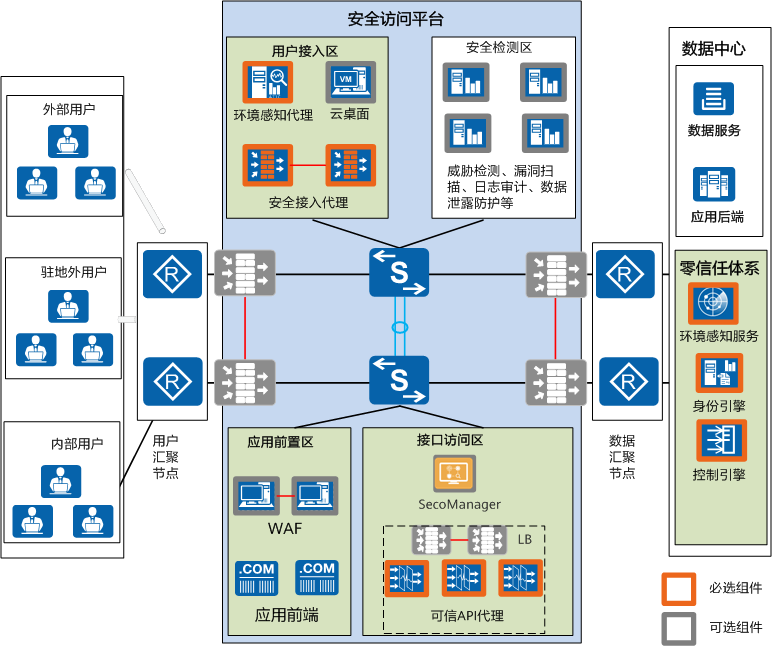 安全访问平台
用户接入区
环境感知代理
VM
云桌面
安全接入代理
安全检测区
威胁检测、漏洞扫
描、日志审计、数据
泄露防护等
数据中心
数据服务
应用后端
零信任体系
环境感知服务
身份引擎
控制引擎
外部用户
驻地外用户
内部用户
R
R
用户
汇聚
节点
S
S
R
R
数据
汇聚
节点
应用前置区
WAF
.COM
.COM
应用前端
接口访问区
SecoManager
LB
可信API代理
必选组件
可选组件